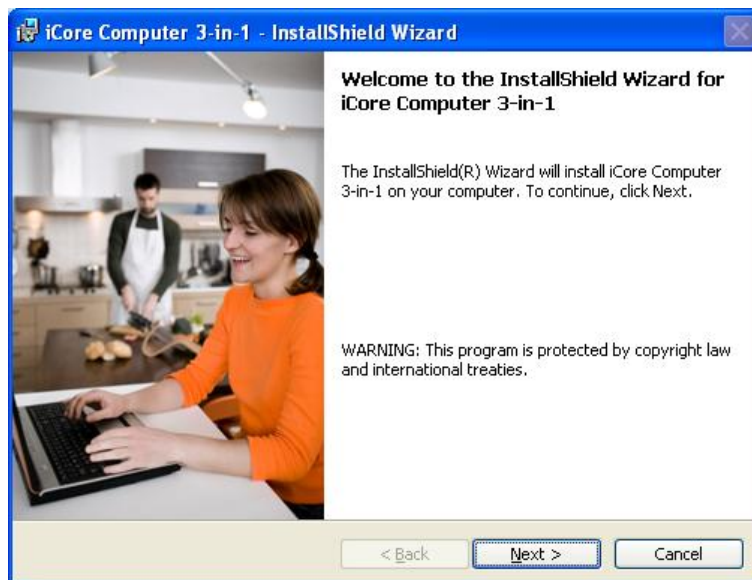 iCore Computer 3-in-1 - InstallShield Wizard
Welcome to the InstallShield Wizard for
iCore Computer 3-in-1
The InstallShield(R) Wizard will install iCore Computer
3-in-1 on your computer. To continue, click Next.
WARNING: This program is protected by copyright law
and international treaties.
< Back
Next >
Cancel